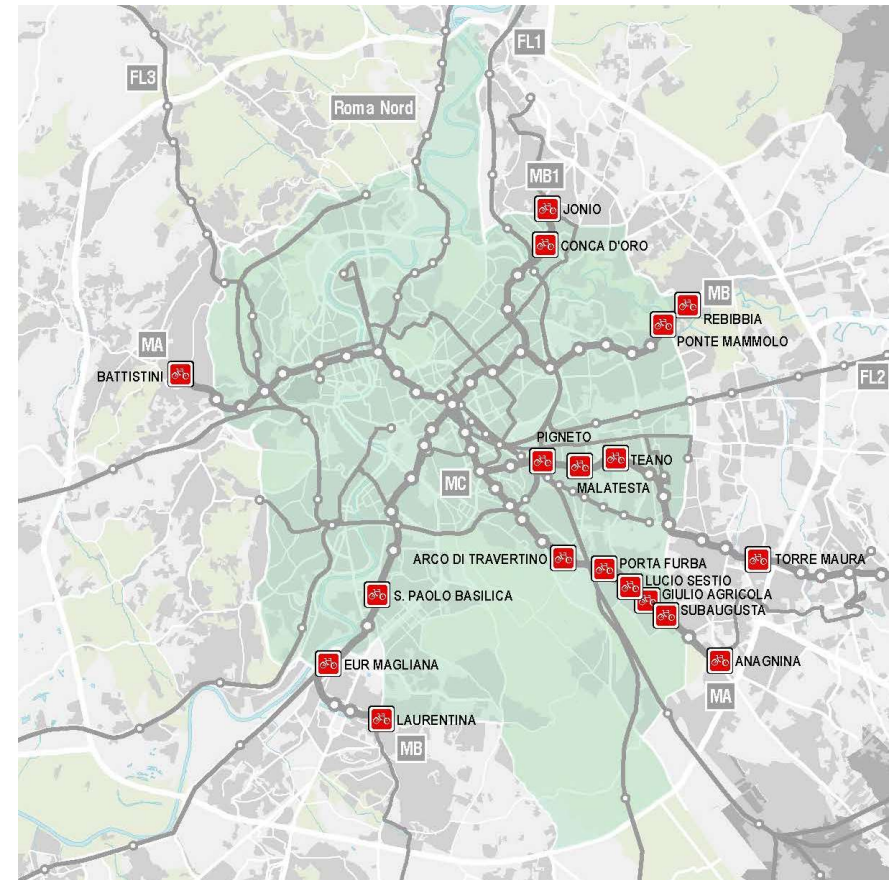 FL1
FL3
Roma Nord
MB1
JONIO
CONCA D'ORO
MB
REBIBBIA
PONTE MAMMOLO
MA
BATTISTINI
FL2
PIGNETO
TEANO
MC
MALATESTA
ARCO DI TRAVERTINO
PORTA FURBA
TORRE MAURA
LUCIO SESTIO
GIULIO AGRICOLA
S. PAOLO BASILICA
SUBAUGUSTA
EUR MAGLIANA
ANAGNINA
MA
LAURENTINA
MB